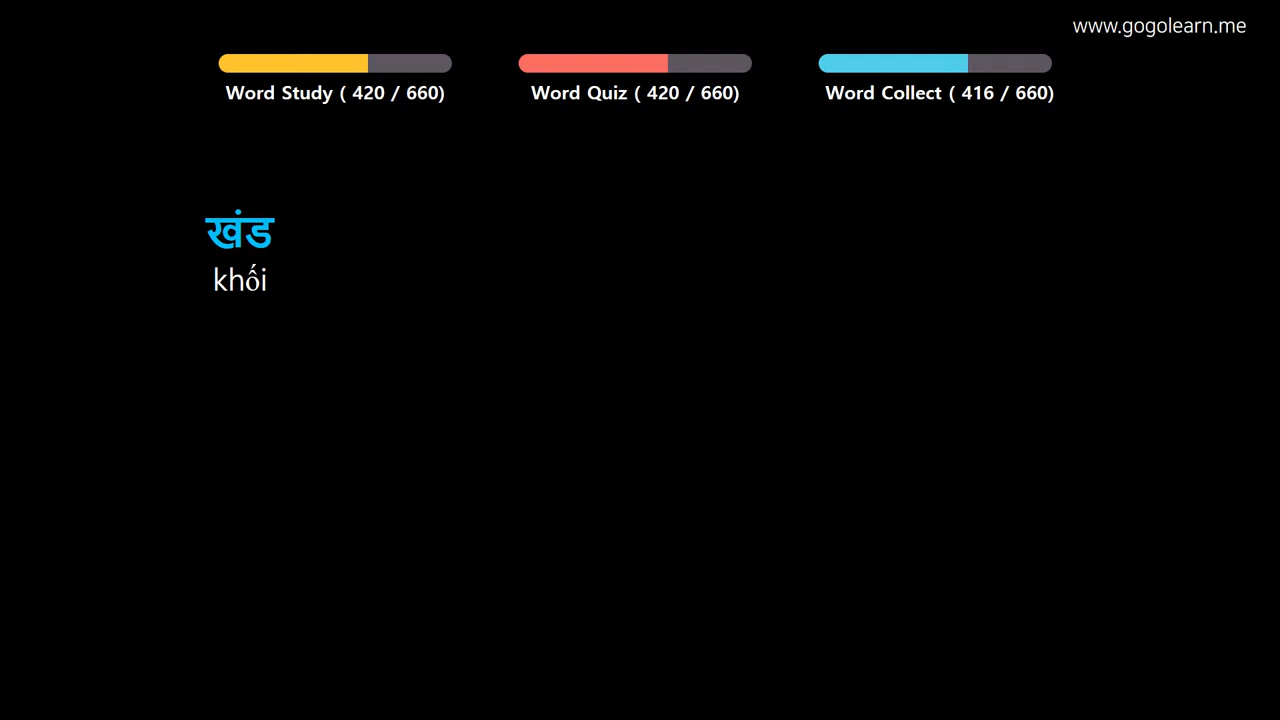 www.gogolearn.me
Word Study ( 420 / 660)
Word Quiz ( 420 / 660)
Word Collect ( 416 / 660)
खंड
khối